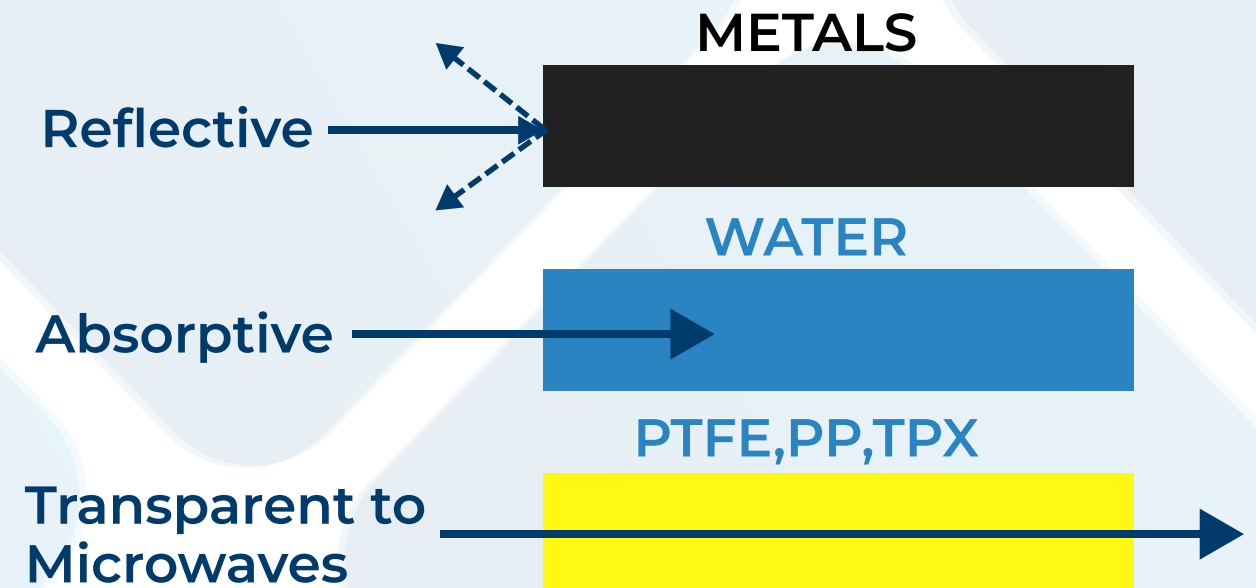 METALS
Reflective
WATER
Absorptive
PTFE,PP,TPX
Transparent to
Microwaves